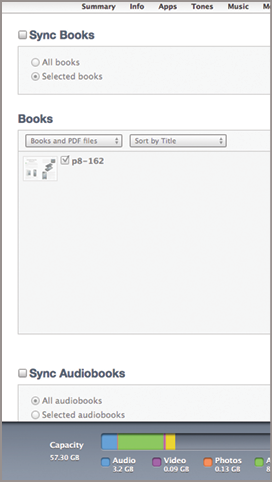 Summary Info Apps Tones Music
Sync Books
All books
Selected books
Books
Books and PDF files Sort by Title
p8-162
Sync Audiobooks
All audiobooks
Selected audiobooks
Capacity
57.30 GB
Audio Video Photos
3.2 GB 0.09 GB 0.13 GB